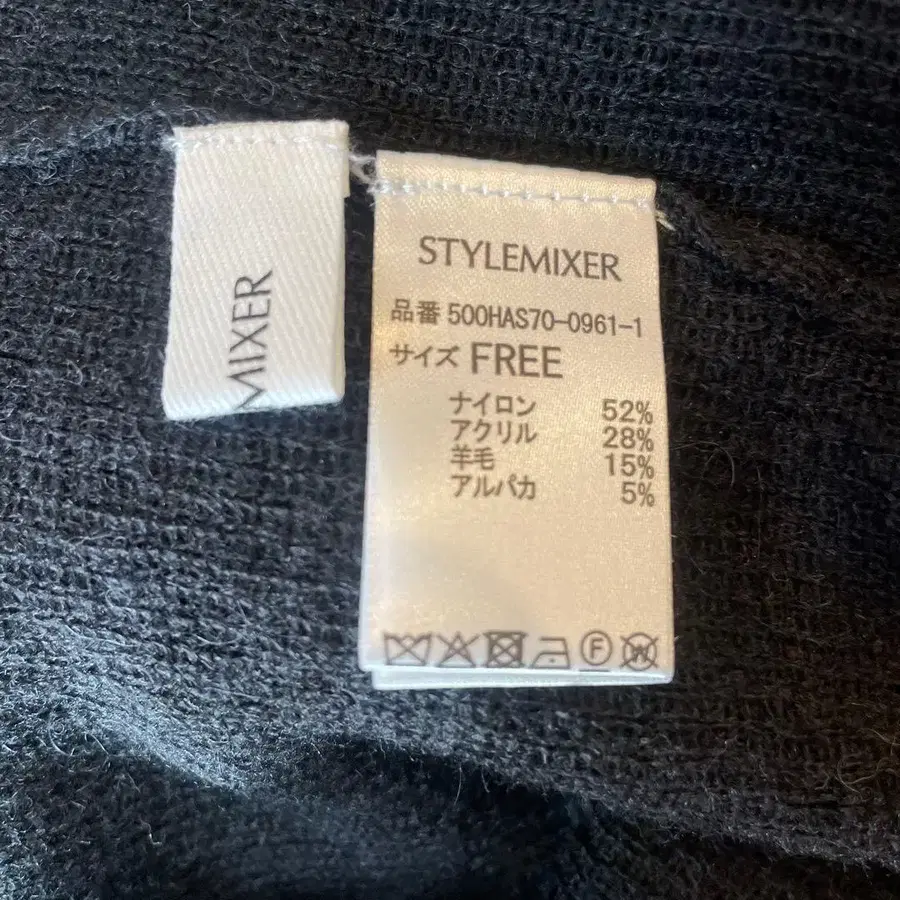 MIXER
STYLEMIXER
品番 500HAS70-0961-1
サイズ FREE
ナイロン 52%
アクリル 28%
羊毛 15%
アルパカ 5%
F W